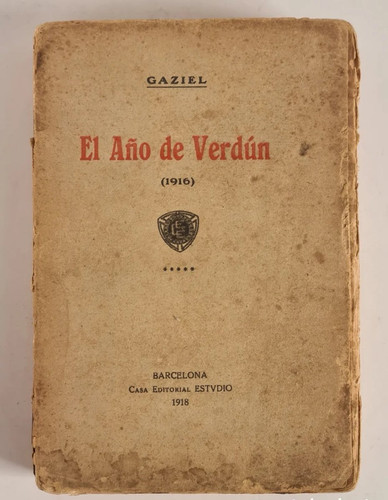 GAZIEL
El Año de Verdún
(1916)
*****
BARCELONA
CASA EDITORIAL ESTVDIO
1918